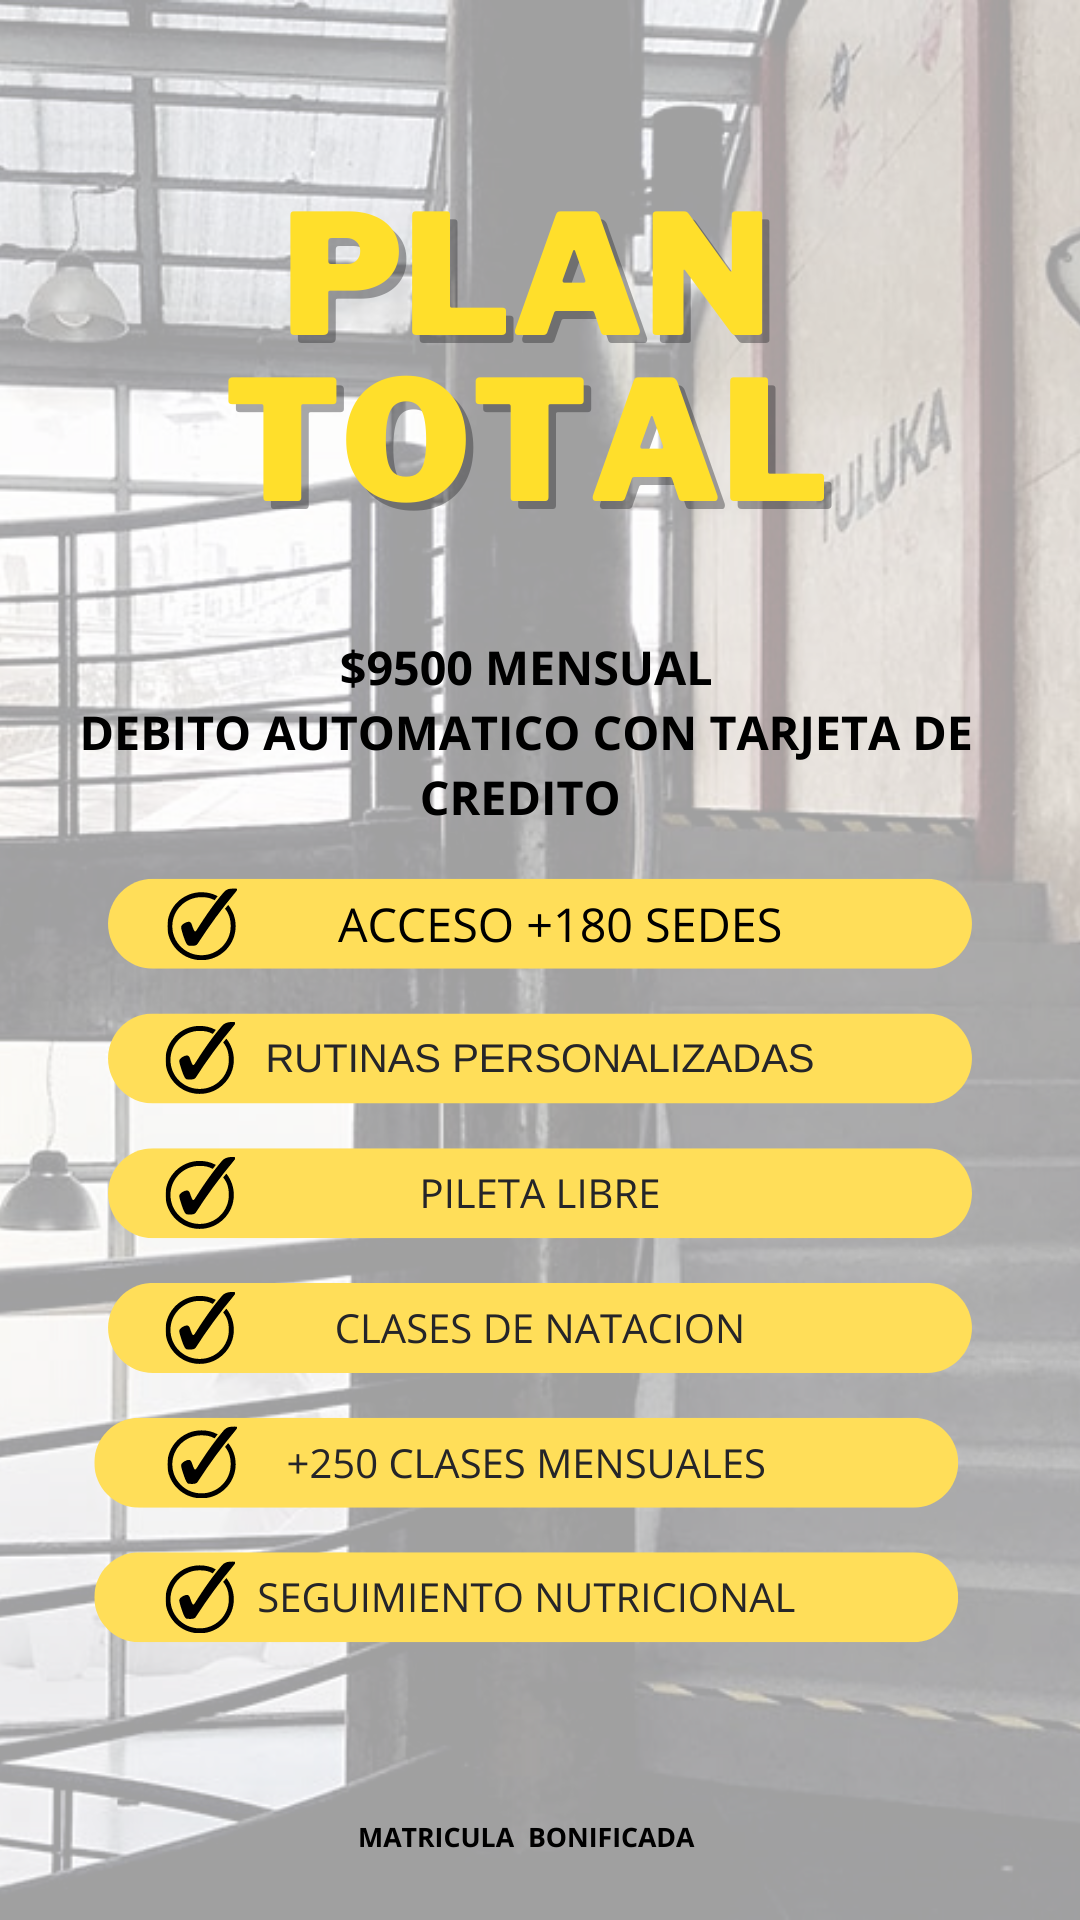 PLAN
TOTAL
TULUKA
$9500 MENSUAL
DEBITO AUTOMATICO CON TARJETA DE
CREDITO
ACCESO +180 SEDES
RUTINAS PERSONALIZADAS
PILETA LIBRE
CLASES DE NATACION
+250 CLASES MENSUALES
SEGUIMIENTO NUTRICIONAL
MATRICULA BONIFICADA